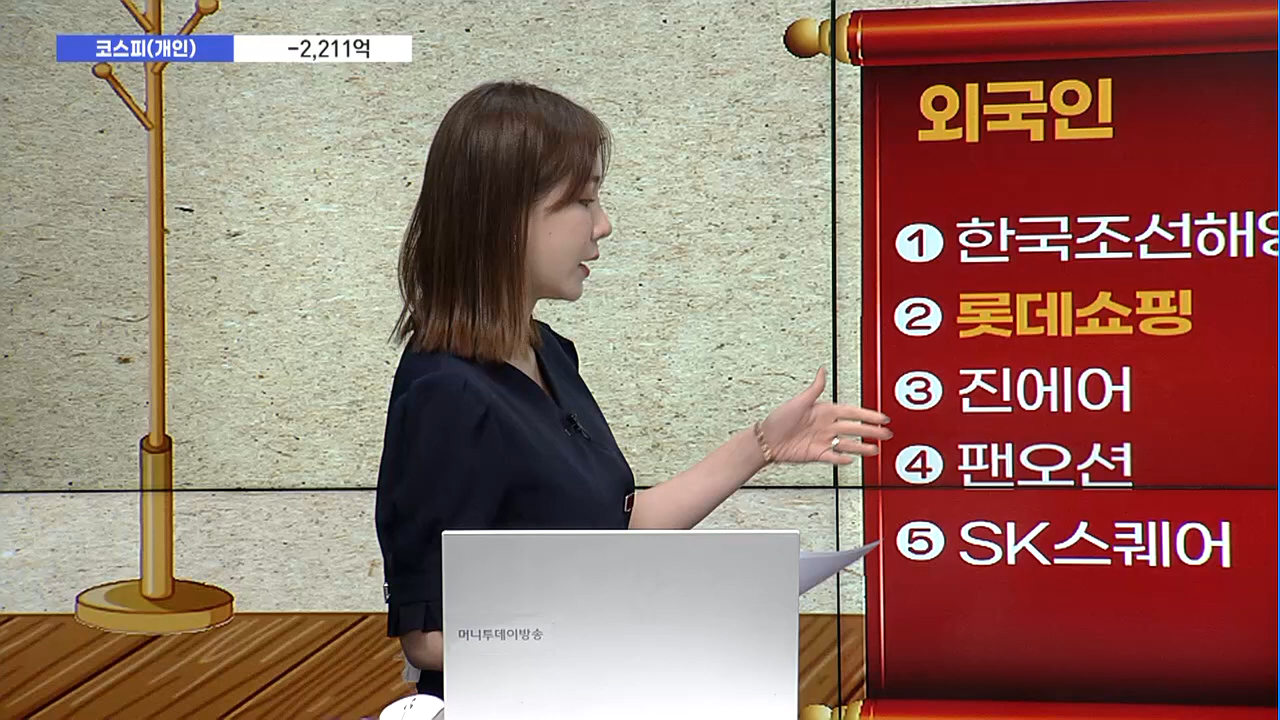 코스피(개인) -2,211억
외국인
① 한국조선해양
② 롯데쇼핑
③ 진에어
④ 팬오션
⑤ SK스퀘어
머니투데이방송